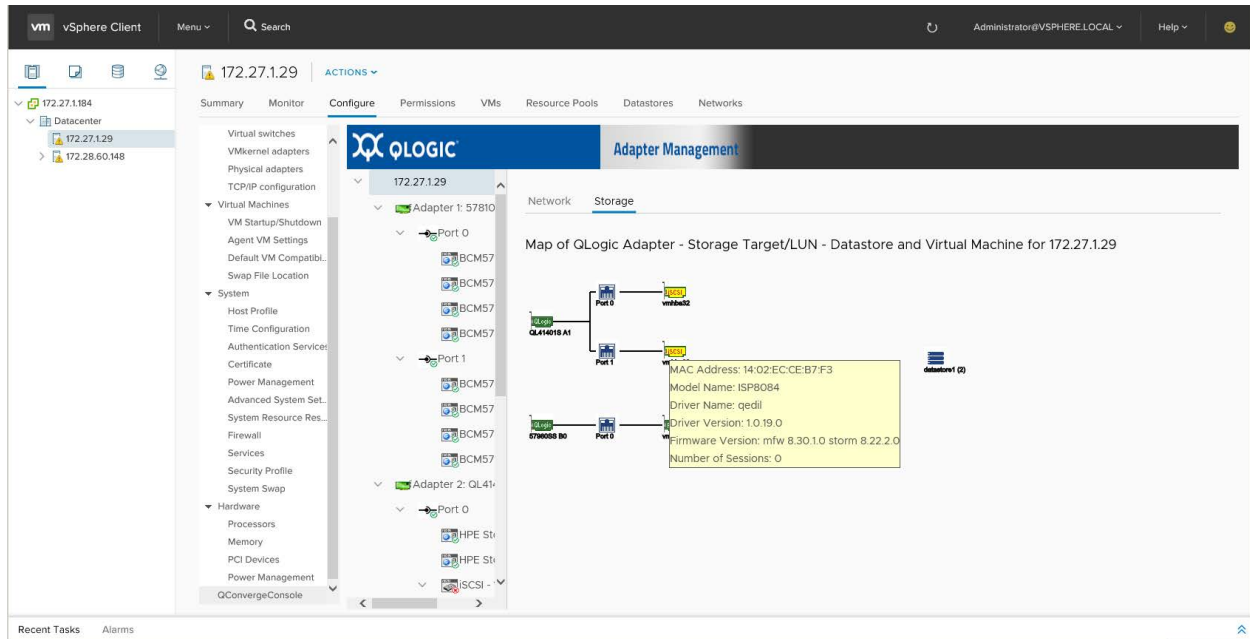 vm vSphere Client Menu Search Administrator@VSPHERE.LOCAL Help
172.27.1.184
Datacenter
172.27.1.29
172.28.60.148
172.27.1.29 ACTIONS
Summary Monitor Configure Permissions VMs Resource Pools Datastores Networks
Virtual switches
VMkernel adapters
Physical adapters
TCP/IP configuration
Virtual Machines
VM Startup/Shutdown
Agent VM Settings
Default VM Compatibi..
Swap File Location
System
Host Profile
Time Configuration
Authentication Services
Certificate
Power Management
Advanced System Set..
System Resource Res...
Firewall
Services
Security Profile
System Swap
Hardware
Processors
Memory
PCI Devices
Power Management
QConvergeConsole
QLOGIC Adapter Management
172.27.1.29
Adapter 1: 57810
Port 0
BCM57
BCM57
BCM57
BCM57
Port 1
BCM57
BCM57
BCM57
BCM57
Adapter 2: QL414
Port 0
HPE Sto
HPE Sto
iSCSI -
Network Storage
Map of QLogic Adapter - Storage Target/LUN - Datastore and Virtual Machine for 172.27.1.29
QLogic
QL41401S A1
Port 0
iSCSI
vmhba32
Port 1
iSCSI
QLogic
57980SS B0
Port 0
datastore1 (2)
MAC Address: 14:02:EC:CE:B7:F3
Model Name: ISP8084
Driver Name: qedil
Driver Version: 1.0.19.0
Firmware Version: mfw 8.30.1.0 storm 8.22.2.0
Number of Sessions: 0
Recent Tasks Alarms